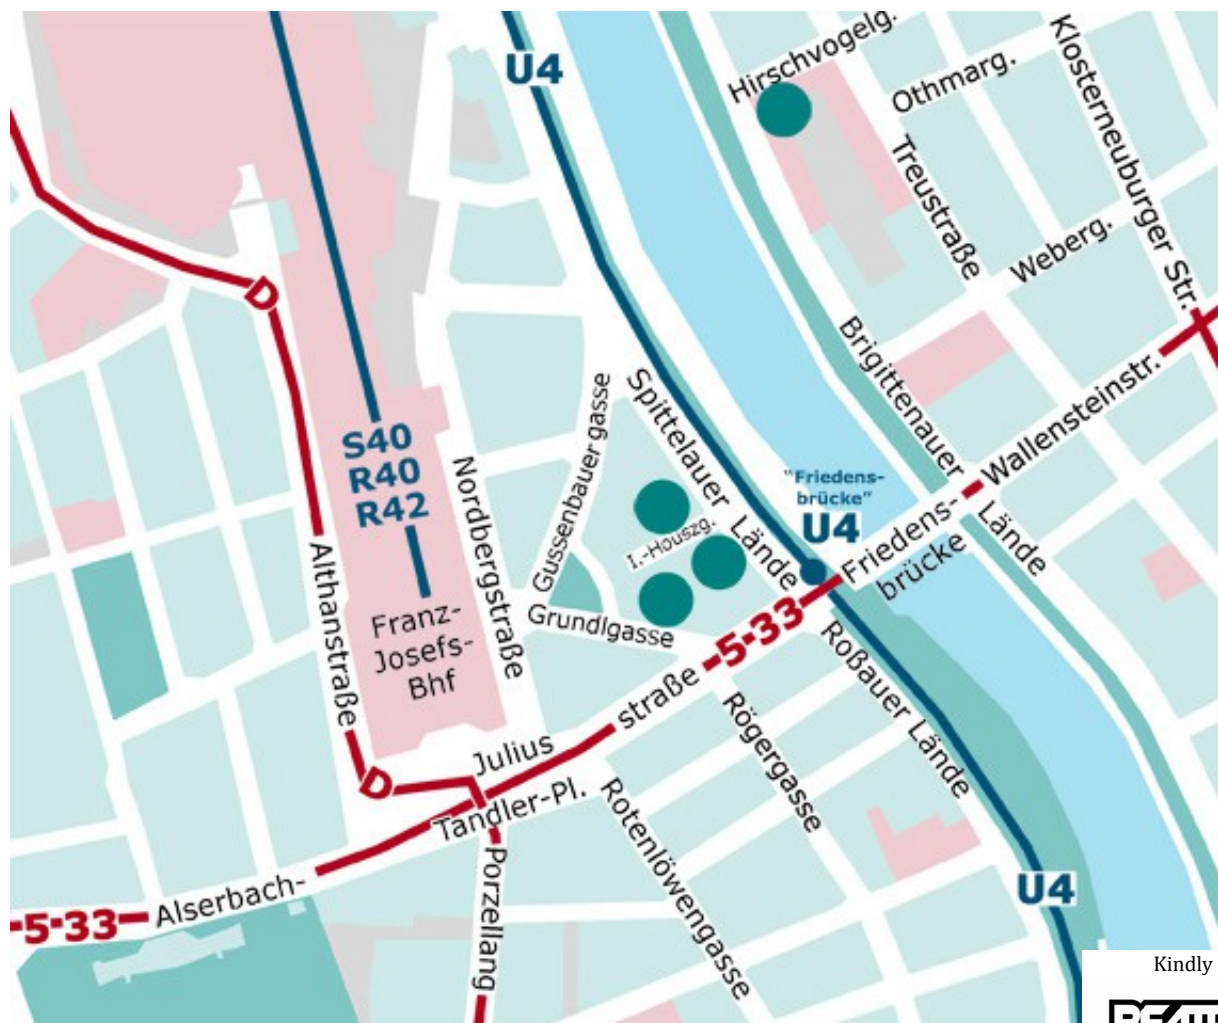 U4
Hirschvogelg.
Othmarg.
Klosterneuburger Str.
Treustraße
Weberg.
D
Brigittenauer
Lände
Wallensteinstr.
S40
R40
R42
Gussenbauergasse
Spittelauer Lände
Nordbergstraße
"Friedens-
brücke"
U4
I.-Houszg.
Friedens-
brücke
Althanstraße
Franz-
Josefs-
Bhf
Grundlgasse
5-33
straße
Roßauer Lände
Rögergasse
Julius
Tandler-Pl.
D
Rotenlöwengasse
Porzellang
Alserbach-
5-33
U4
Kindly